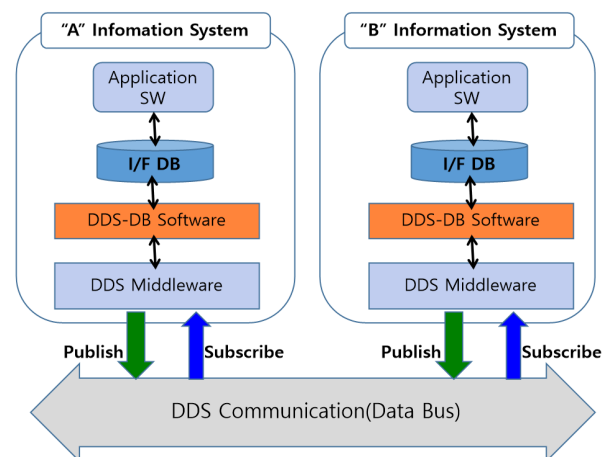 “A” Infomation System
Application
SW
I/F DB
DDS-DB Software
DDS Middleware
Publish
Subscribe
“B” Information System
Application
SW
I/F DB
DDS-DB Software
DDS Middleware
Publish
Subscribe
DDS Communication(Data Bus)